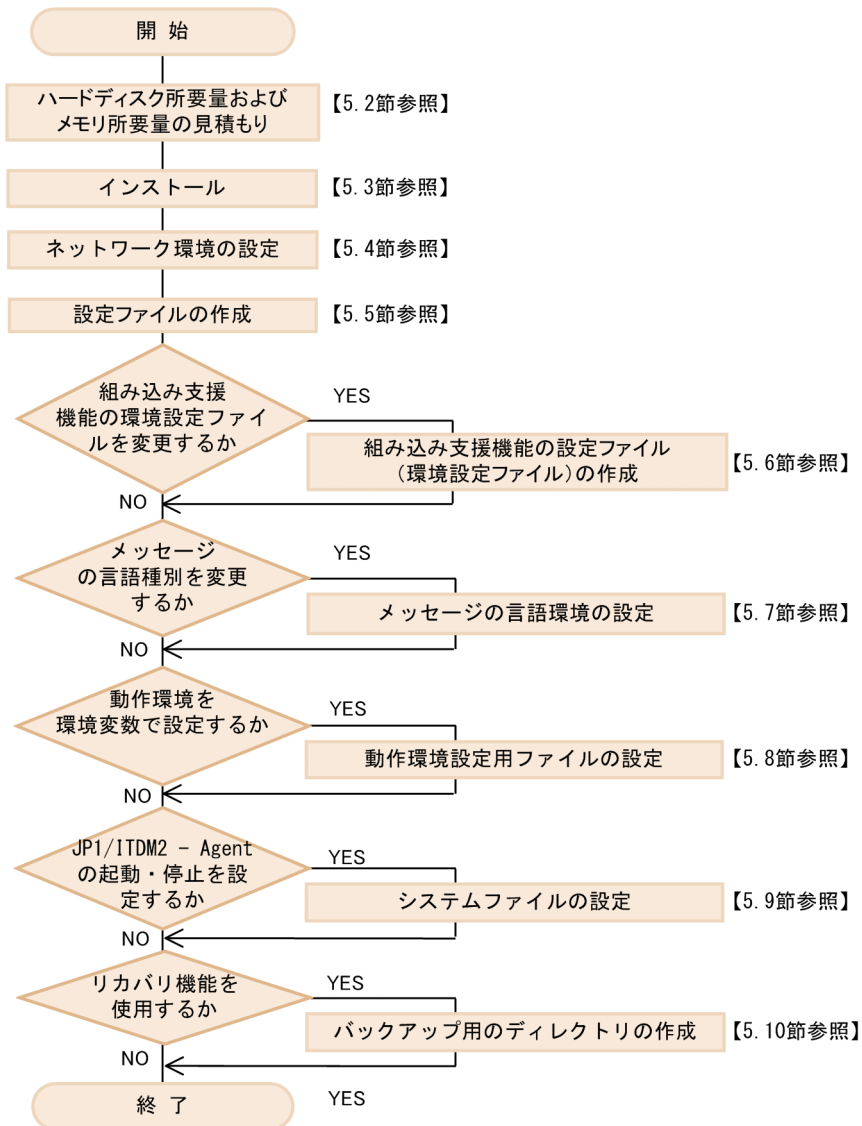 開 始
ハードディスク所要量および
メモリ所要量の見積もり
【5.2節参照】
インストール
【5.3節参照】
ネットワーク環境の設定
【5.4節参照】
設定ファイルの作成
【5.5節参照】
組み込み支援
機能の環境設定ファイ
ルを変更するか
YES
組み込み支援機能の設定ファイル
(環境設定ファイル)の作成
【5.6節参照】
NO
メッセージ
の言語種別を変更
するか
YES
メッセージの言語環境の設定
【5.7節参照】
NO
動作環境を
環境変数で設定するか
YES
動作環境設定用ファイルの設定
【5.8節参照】
NO
JP1/ITDM2 - Agent
の起動・停止を設
定するか
YES
システムファイルの設定
【5.9節参照】
NO
リカバリ機能を
使用するか
YES
バックアップ用のディレクトリの作成
【5.10節参照】
NO
終 了
YES